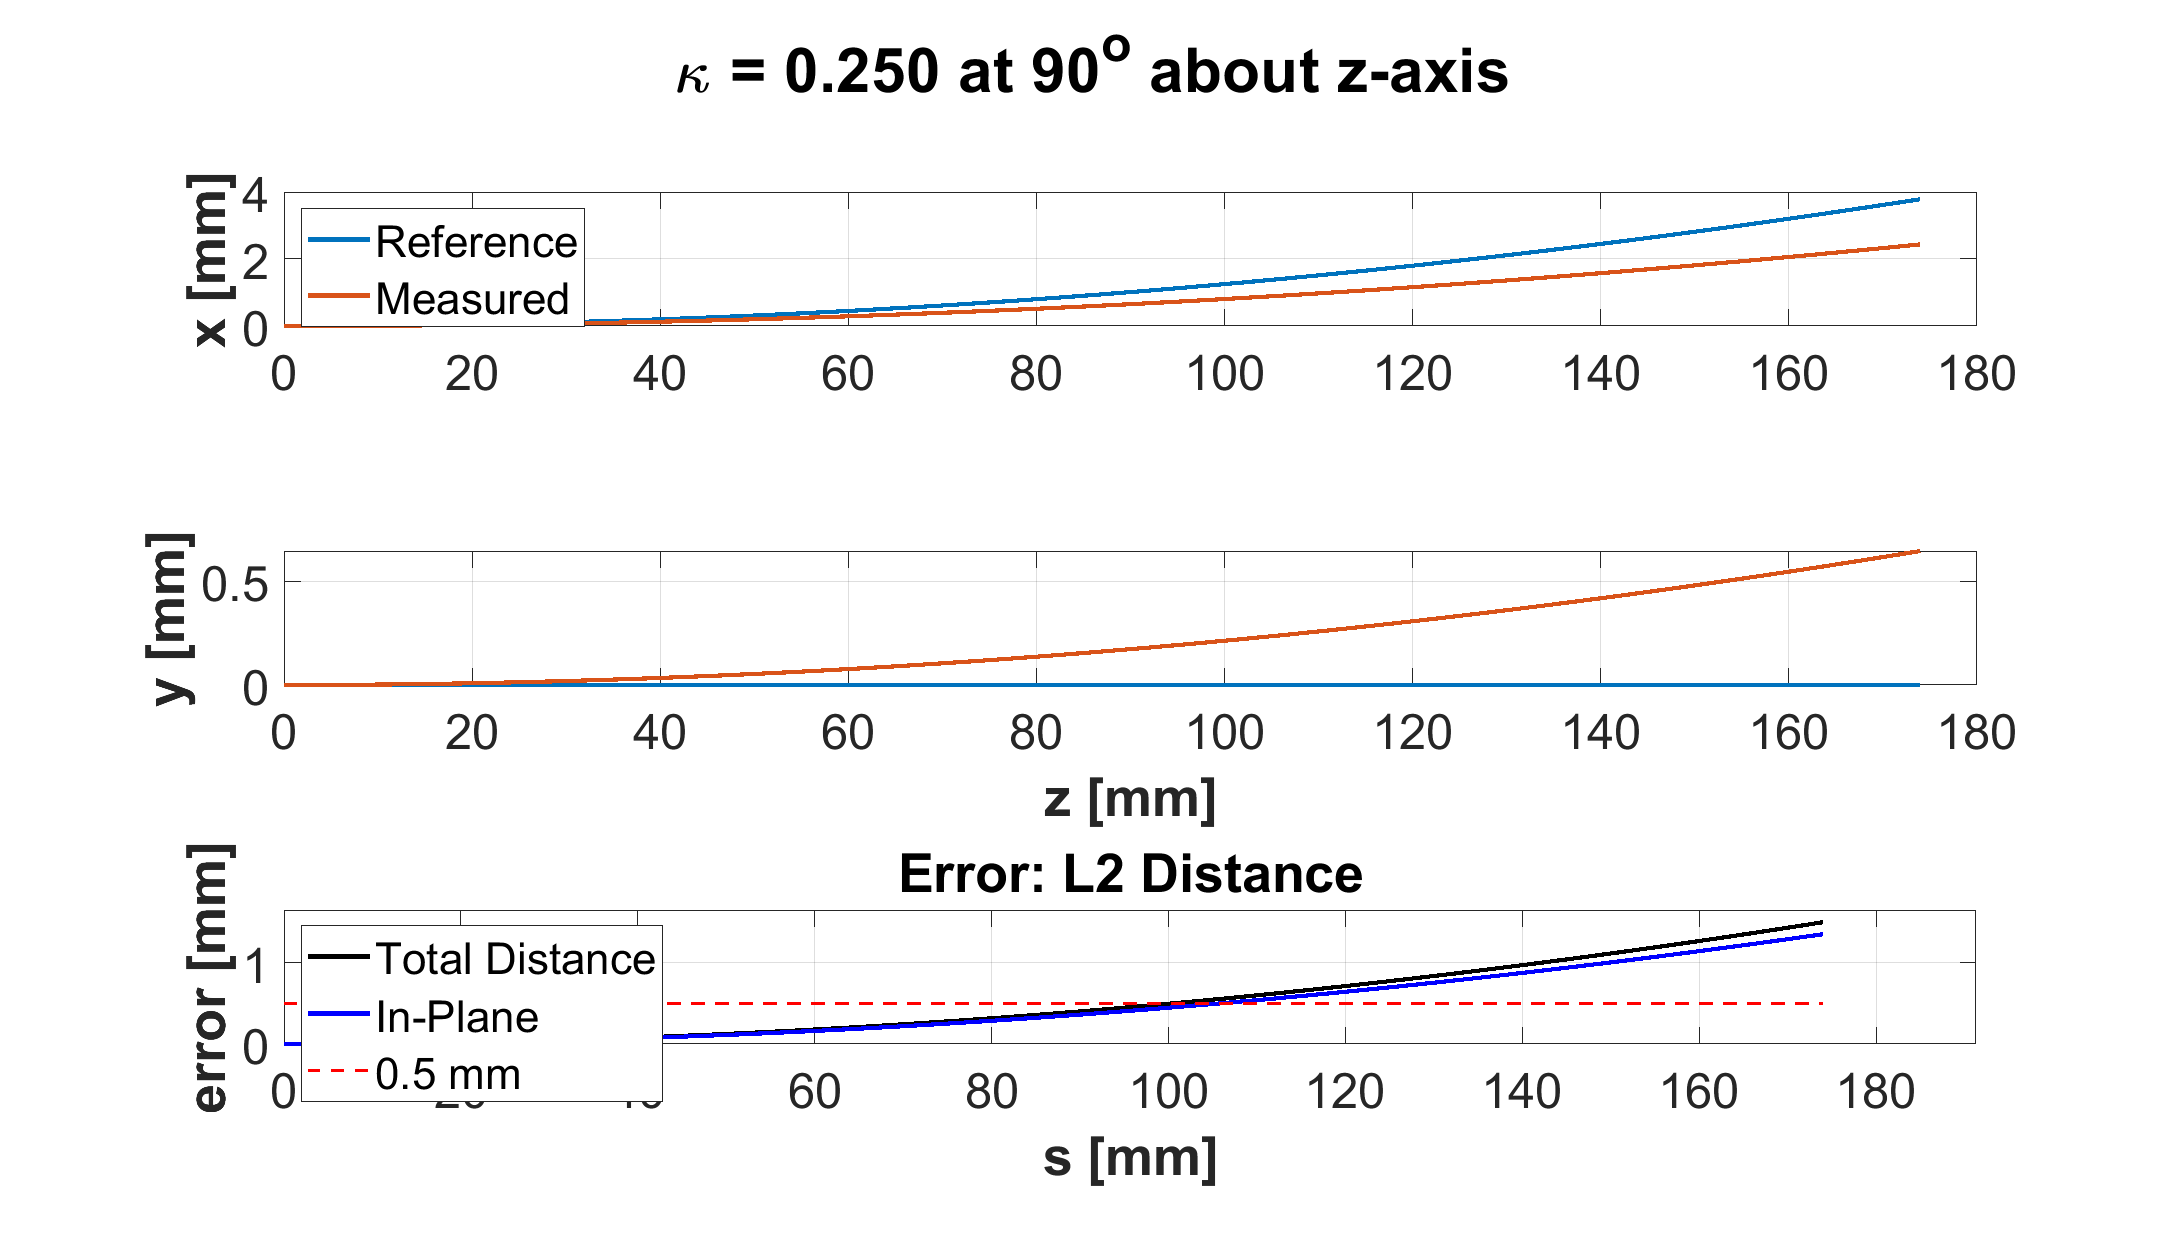 κ = 0.250 at 90° about z-axis
x [mm]
4
2
0
Reference
Measured
0 20 40 60 80 100 120 140 160 180
y [mm]
0.5
0
0 20 40 60 80 100 120 140 160 180
z [mm]
Error: L2 Distance
error [mm]
1
0
Total Distance
In-Plane
0.5 mm
0 20 40 60 80 100 120 140 160 180
s [mm]